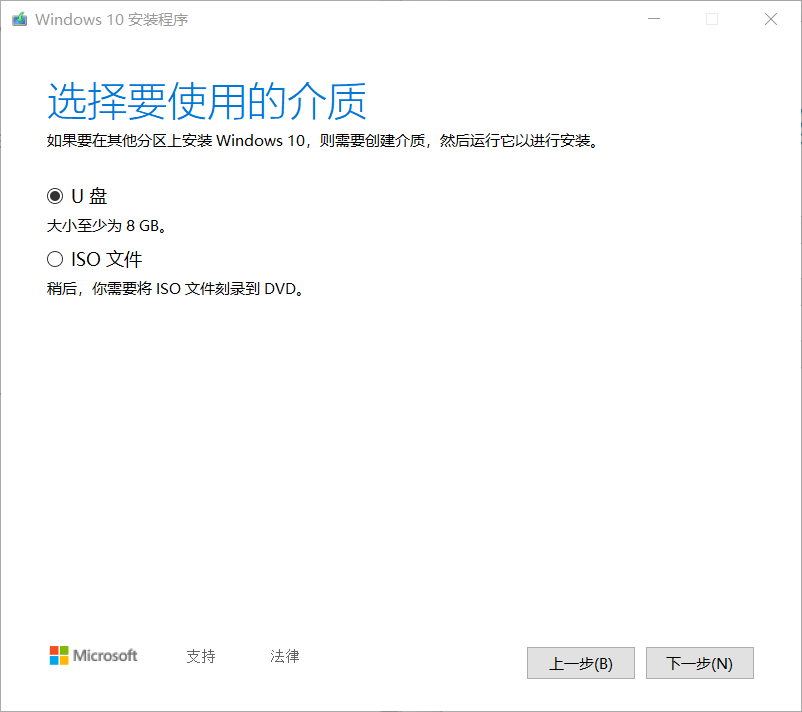 Windows 10 安装程序
选择要使用的介质
如果要在其他分区上安装 Windows 10，则需要创建介质，然后运行它以进行安装。
U 盘
大小至少为 8 GB。
ISO 文件
稍后，你需要将 ISO 文件刻录到 DVD。
Microsoft 支持 法律 上一步(B) 下一步(N)